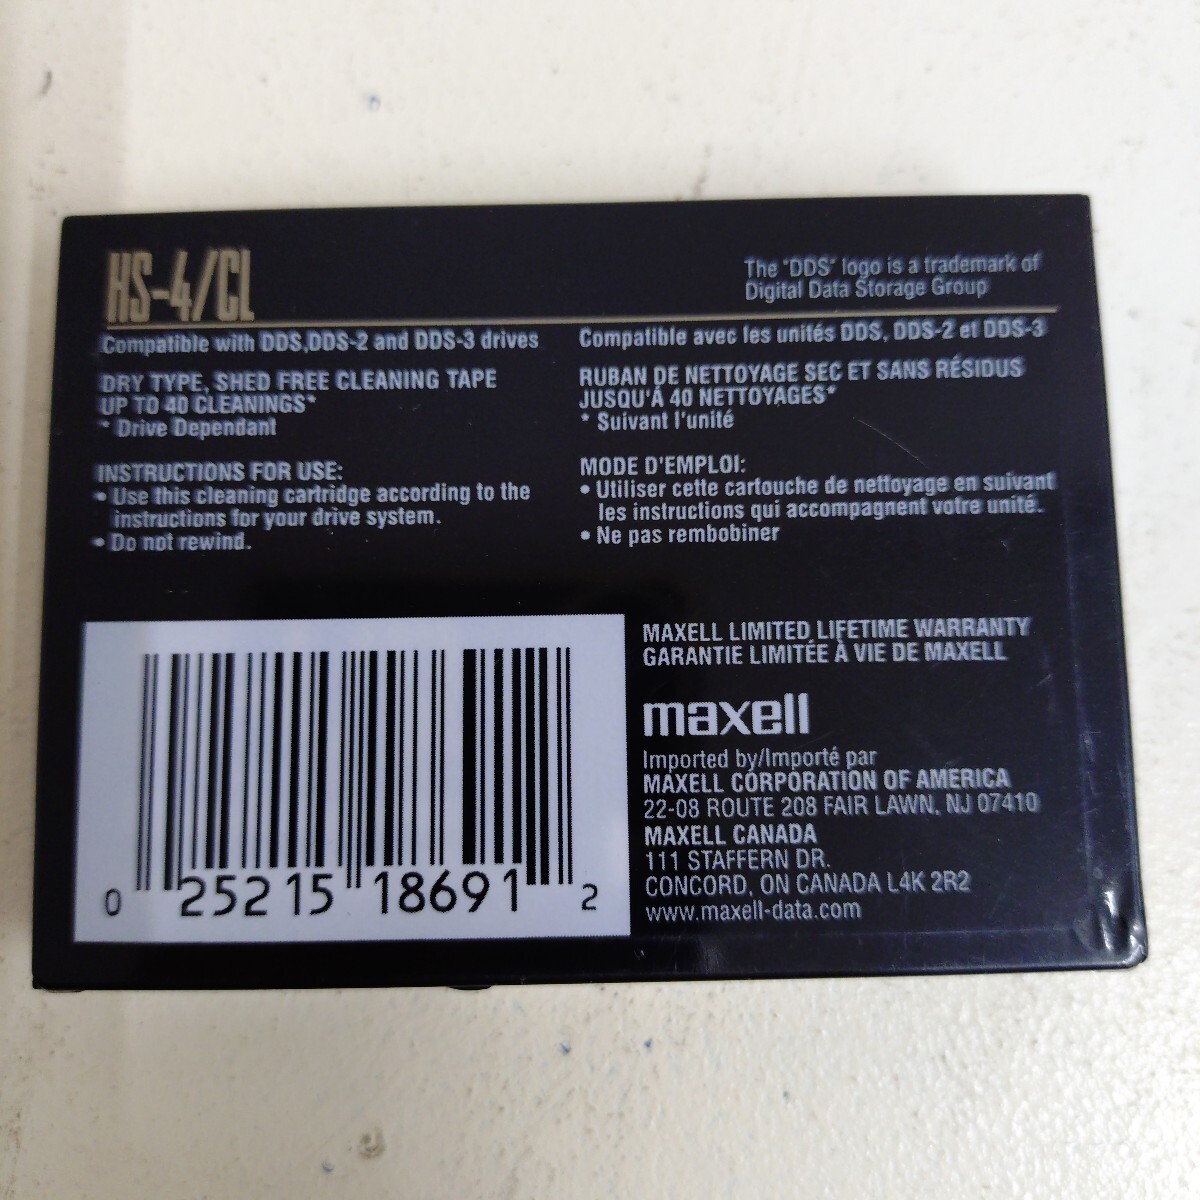 HS-4/CL
The "DDS" logo is a trademark of
Digital Data Storage Group
Compatible with DDS,DDS-2 and DDS-3 drives
DRY TYPE, SHED FREE CLEANING TAPE
UP TO 40 CLEANINGS*
* Drive Dependant
INSTRUCTIONS FOR USE:
• Use this cleaning cartridge according to the
instructions for your drive system.
• Do not rewind.
Compatible avec les unités DDS, DDS-2 et DDS-3
RUBAN DE NETTOYAGE SEC ET SANS RÉSIDUS
JUSQU'À 40 NETTOYAGES*
* Suivant l'unité
MODE D'EMPLOI:
• Utiliser cette cartouche de nettoyage en suivant
les instructions qui accompagnent votre unité.
• Ne pas rembobiner
0 25215 18691 2
MAXELL LIMITED LIFETIME WARRANTY
GARANTIE LIMITÉE À VIE DE MAXELL
maxell
Imported by/Importé par
MAXELL CORPORATION OF AMERICA
22-08 ROUTE 208 FAIR LAWN, NJ 07410
MAXELL CANADA
111 STAFFERN DR.
CONCORD, ON CANADA L4K 2R2
www.maxell-data.com